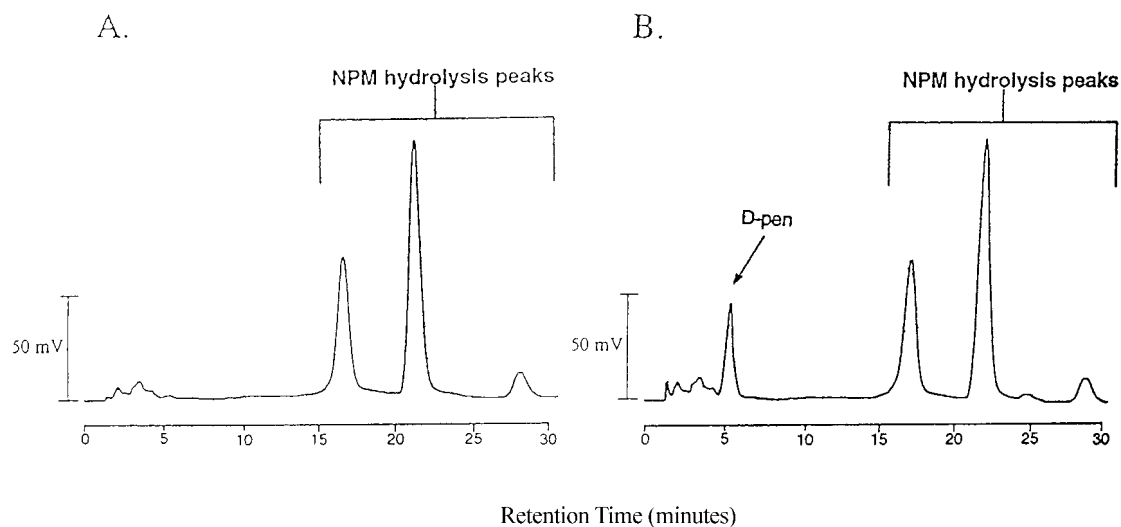 A.
NPM hydrolysis peaks
50 mV
0 5 10 15 20 25 30
B.
NPM hydrolysis peaks
D-pen
50 mV
0 5 10 15 20 25 30
Retention Time (minutes)